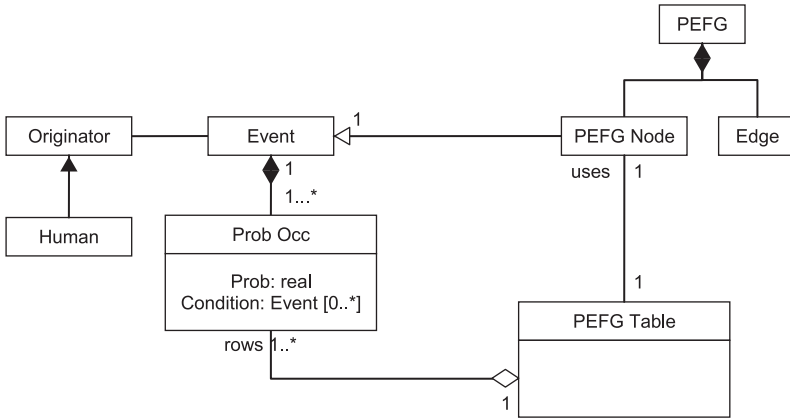 PEFG
1
Originator
Event
PEFG Node
Edge
1
uses
1
1...*
Human
Prob Occ
Prob: real
Condition: Event [0..*]
1
PEFG Table
rows 1..*
1